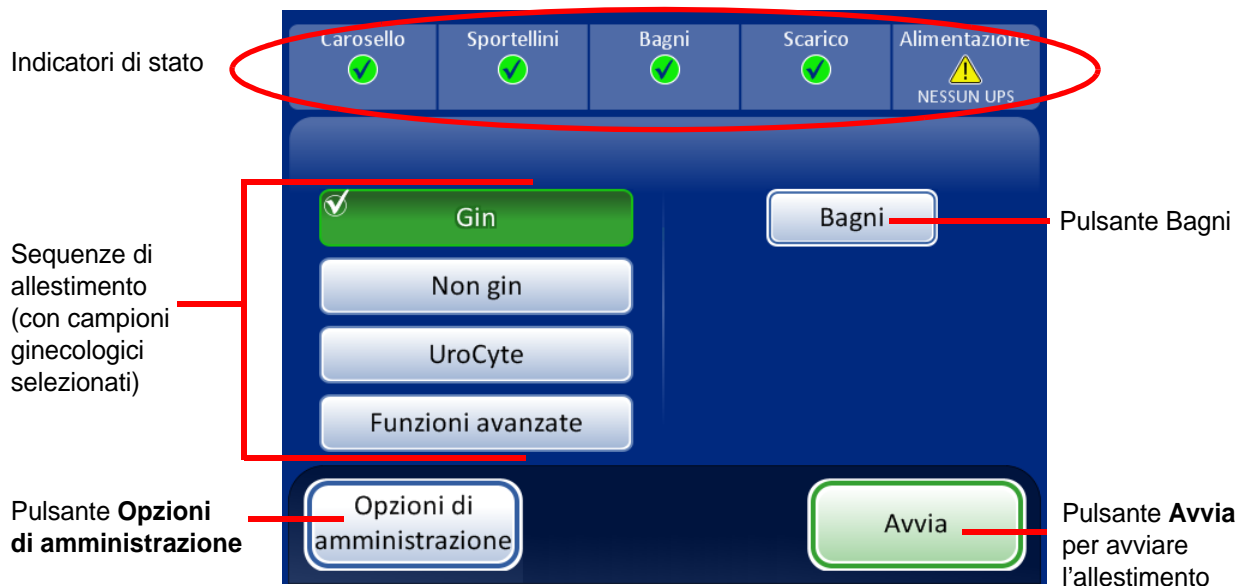 Indicatori di stato
Carosello
Sportellini
Bagni
Scarico
Alimentazione
NESSUN UPS
Sequenze di
allestimento
(con campioni
ginecologici
selezionati)
Gin
Non gin
UroCyte
Funzioni avanzate
Bagni
Pulsante Bagni
Pulsante Opzioni
di amministrazione
Opzioni di
amministrazione
Avvia
Pulsante Avvia
per avviare
l'allestimento